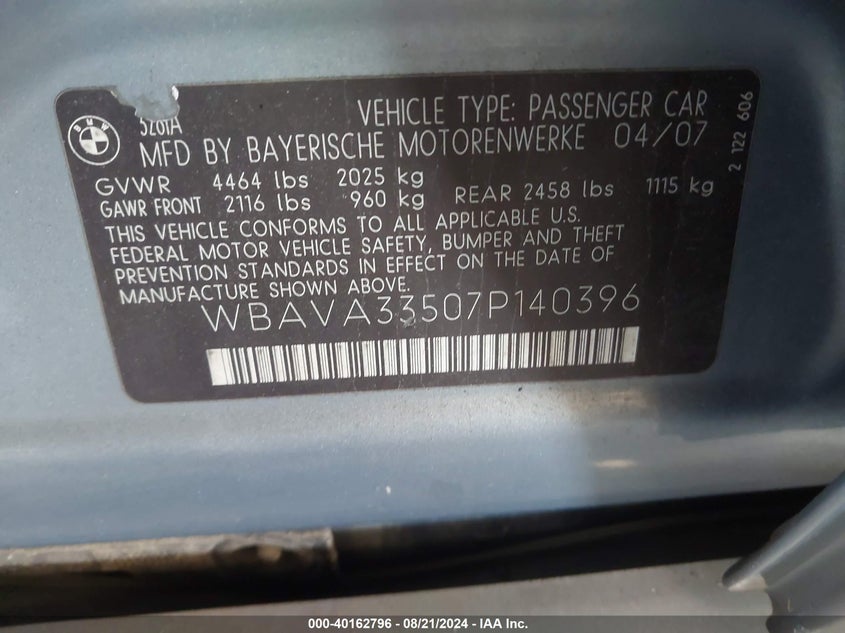 BMW
328iA
VEHICLE TYPE: PASSENGER CAR
MFD BY BAYERISCHE MOTORENWERKE 04/07
GVWR 4464 lbs 2025 kg
GAWR FRONT 2116 lbs 960 kg REAR 2458 lbs 1115 kg
THIS VEHICLE CONFORMS TO ALL APPLICABLE U.S.
FEDERAL MOTOR VEHICLE SAFETY, BUMPER AND THEFT
PREVENTION STANDARDS IN EFFECT ON THE DATE OF
MANUFACTURE SHOWN ABOVE.
WBAVA33507P140396
2 122 606
000-40162796 - 08/21/2024 - IAA Inc.